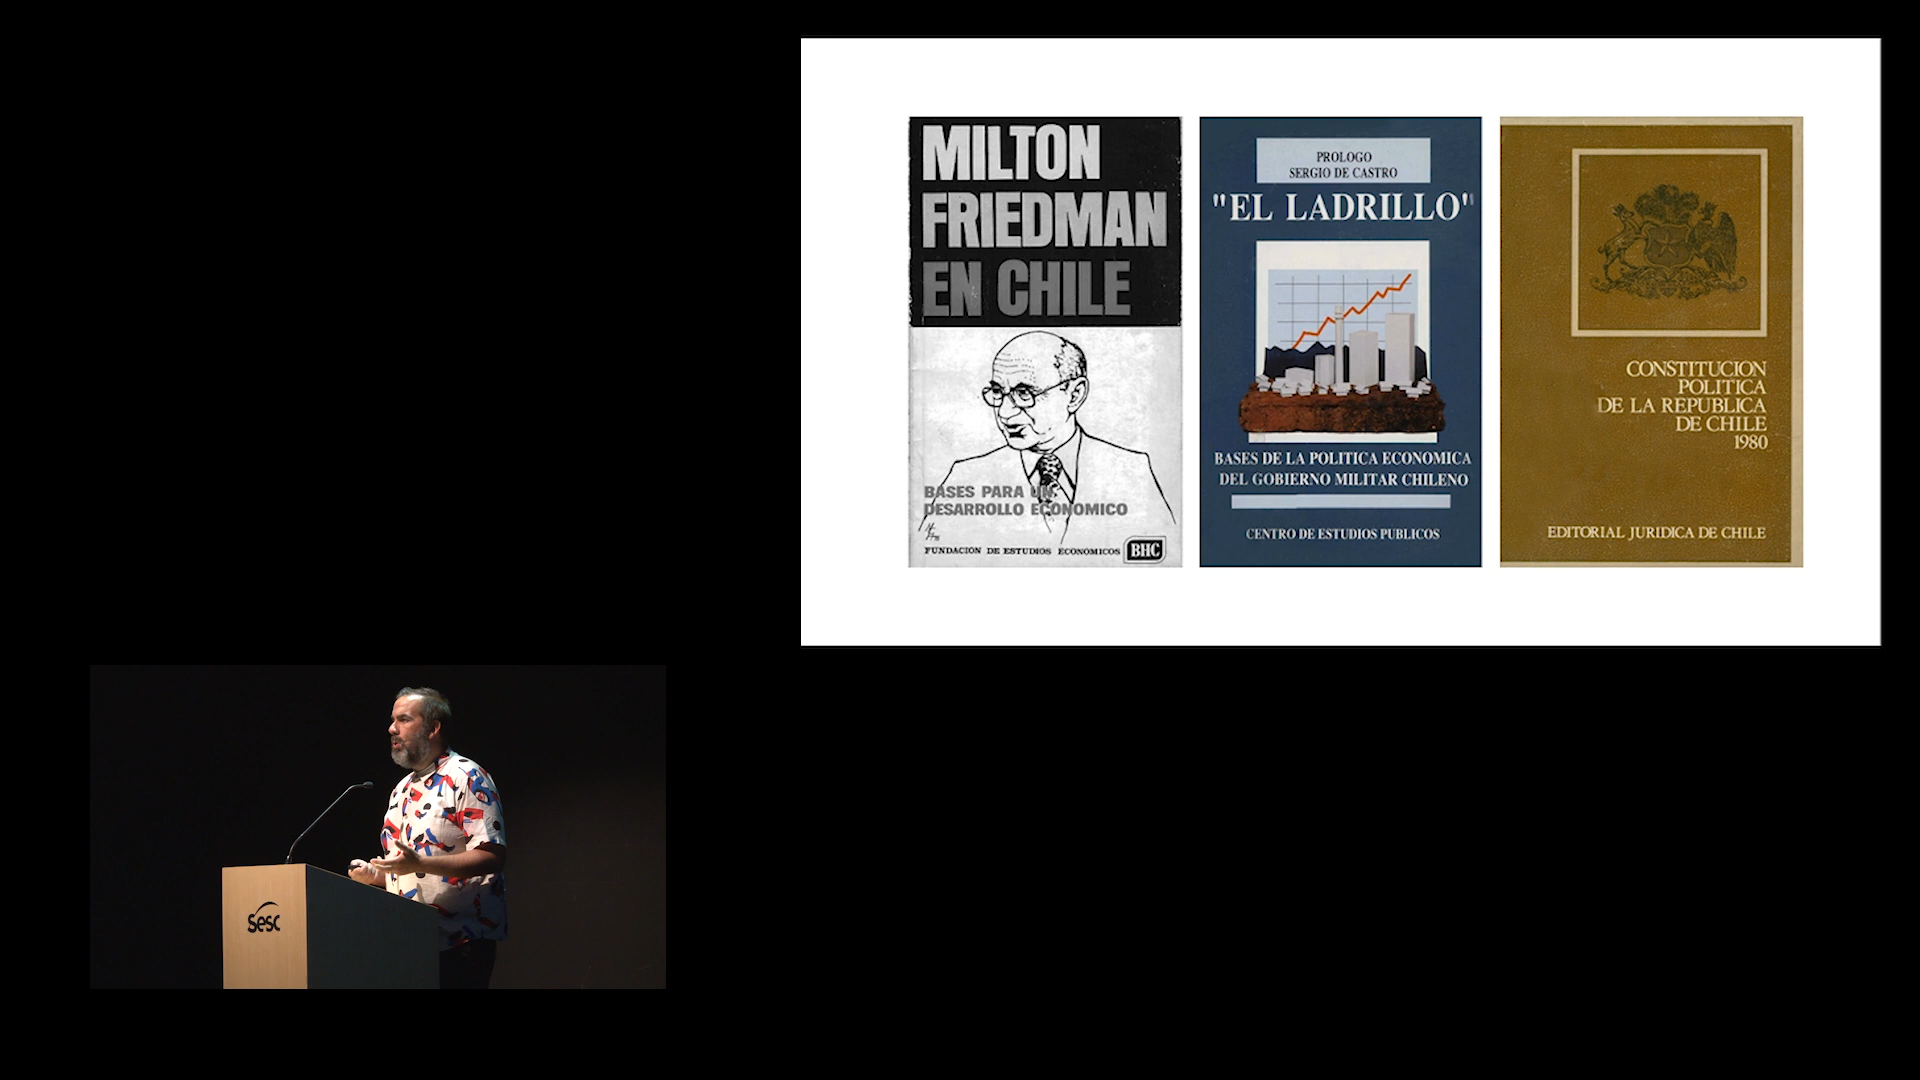 MILTON
FRIEDMAN
EN CHILE
BASES PARA UN
DESARROLLO ECONOMICO
FUNDACION DE ESTUDIOS ECONOMICOS BHC
PROLOGO
SERGIO DE CASTRO
"EL LADRILLO"
BASES DE LA POLITICA ECONOMICA
DEL GOBIERNO MILITAR CHILENO
CENTRO DE ESTUDIOS PUBLICOS
CONSTITUCION
POLITICA
DE LA REPUBLICA
DE CHILE
1980
EDITORIAL JURIDICA DE CHILE
Sesc